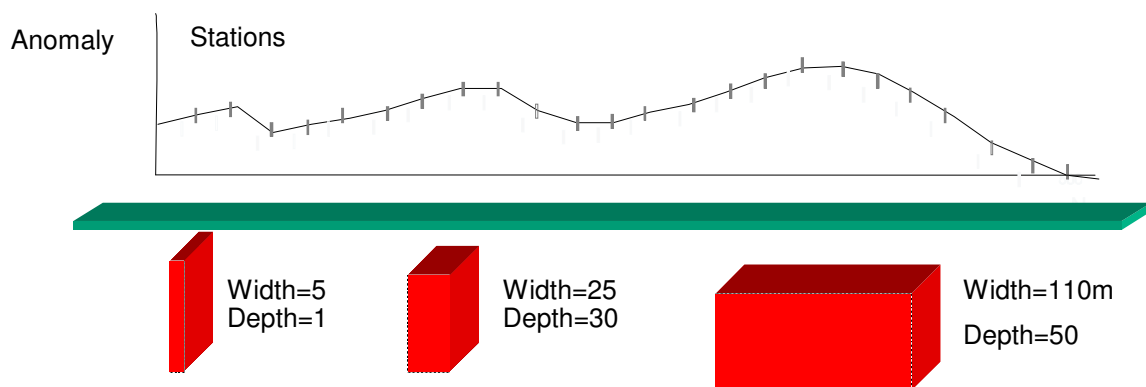 Anomaly
Stations
Width=5
Depth=1
Width=25
Depth=30
Width=110m
Depth=50